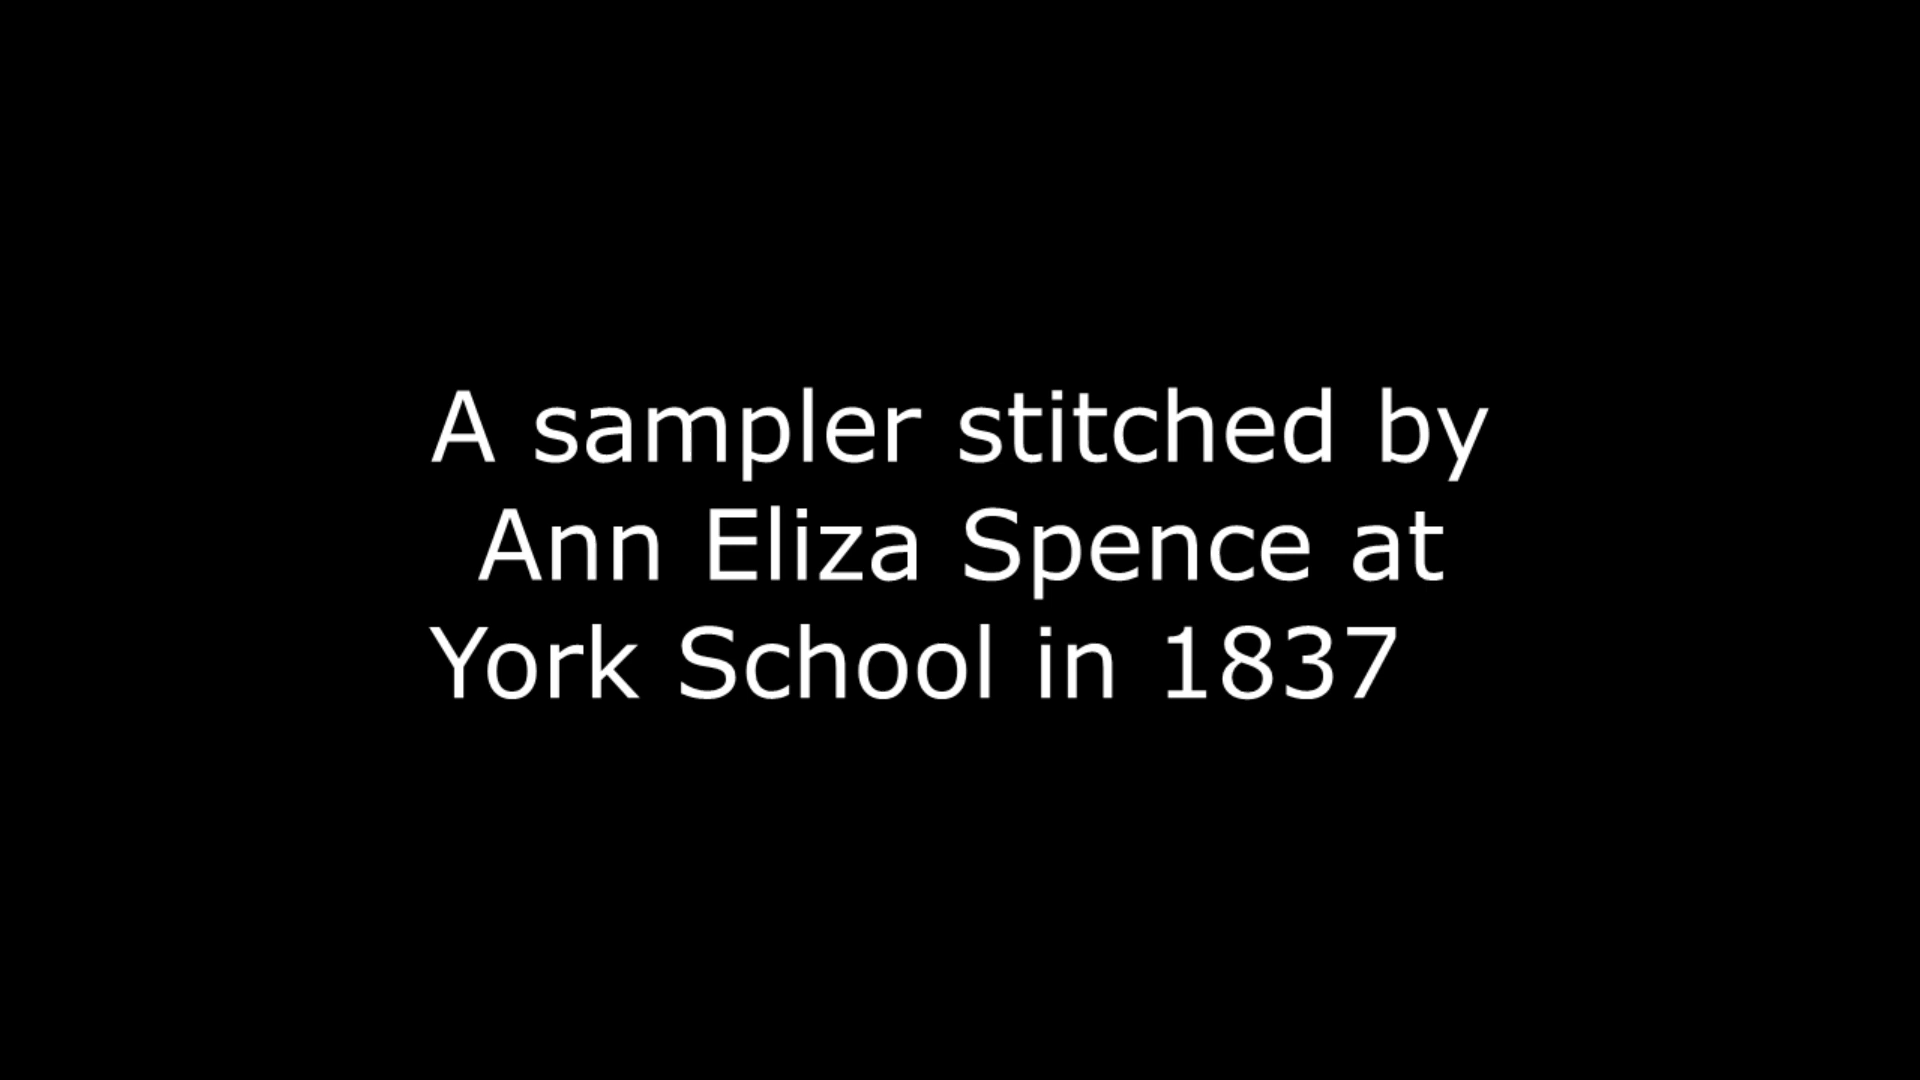 A sampler stitched by
Ann Eliza Spence at
York School in 1837